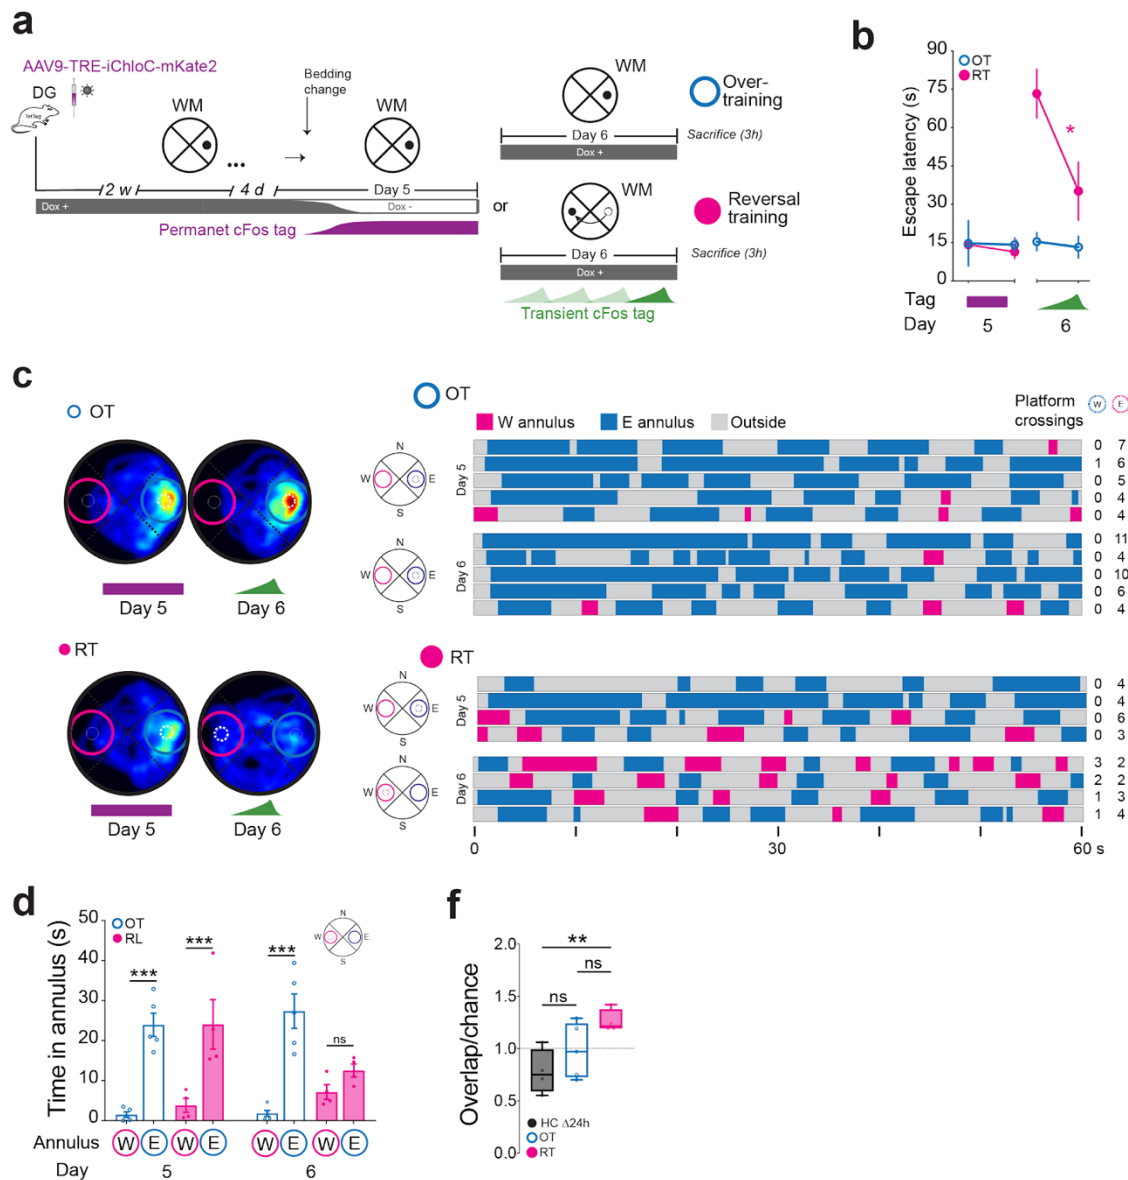 a
AAV9-TRE-iChloC-mKate2
DG
TetTag
WM
Bedding
change
WM
...
2 w
4 d
Day 5
Dox +
Dox -
Permanet cFos tag
or
WM
Over-
training
Day 6
Sacrifice (3h)
Dox +
WM
Reversal
training
Day 6
Sacrifice (3h)
Dox +
Transient cFos tag
b
90
75
60
45
30
15
0
Escape latency (s)
OT
RT
*
Tag
Day 5 6
c
OT
Day 5
Day 6
RT
Day 5
Day 6
OT
W annulus
E annulus
Outside
Platform
crossings
W E
N
W E
S
Day 5
0 7
1 6
0 5
0 4
0 4
N
W E
S
Day 6
0 11
0 4
0 10
0 6
0 4
RT
N
W E
S
Day 5
0 4
0 4
0 6
0 3
N
W E
S
Day 6
3 2
2 2
1 3
1 4
0 30 60 s
d
Time in annulus (s)
50
40
30
20
10
0
OT
RL
***
***
***
ns
N
W E
S
Annulus W E W E W E W E
Day 5 6
f
Overlap/chance
2.0
1.5
1.0
0.5
0.0
**
ns
ns
HC Δ24h
OT
RT